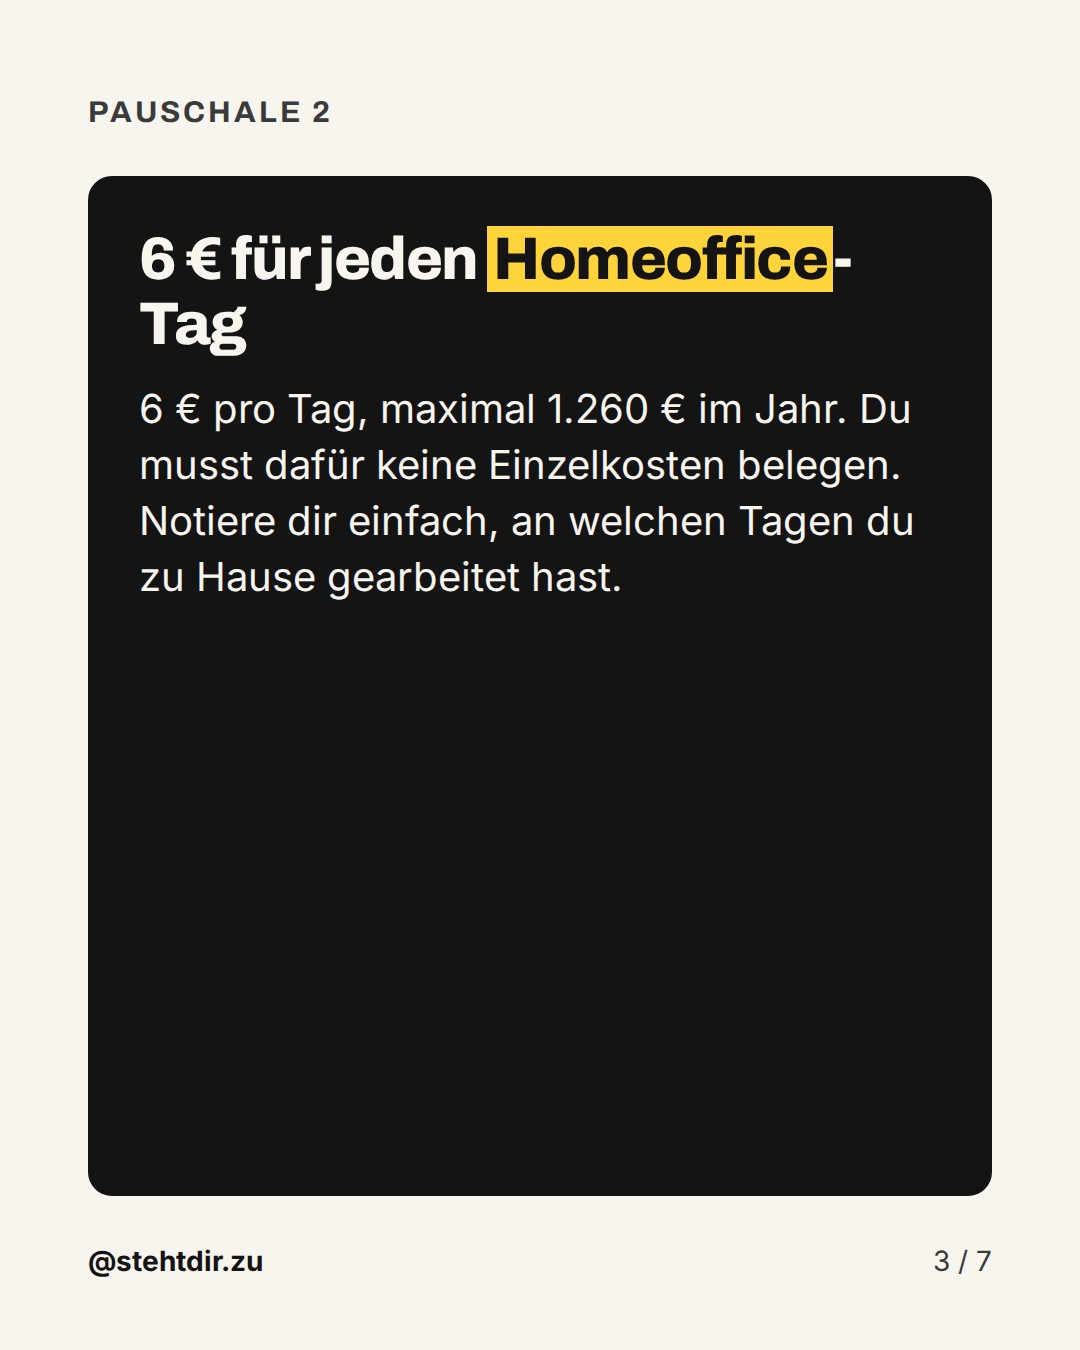 PAUSCHALE 2
6 € für jeden Homeoffice-
Tag
6 € pro Tag, maximal 1.260 € im Jahr. Du
musst dafür keine Einzelkosten belegen.
Notiere dir einfach, an welchen Tagen du
zu Hause gearbeitet hast.
@stehtdir.zu
3 / 7